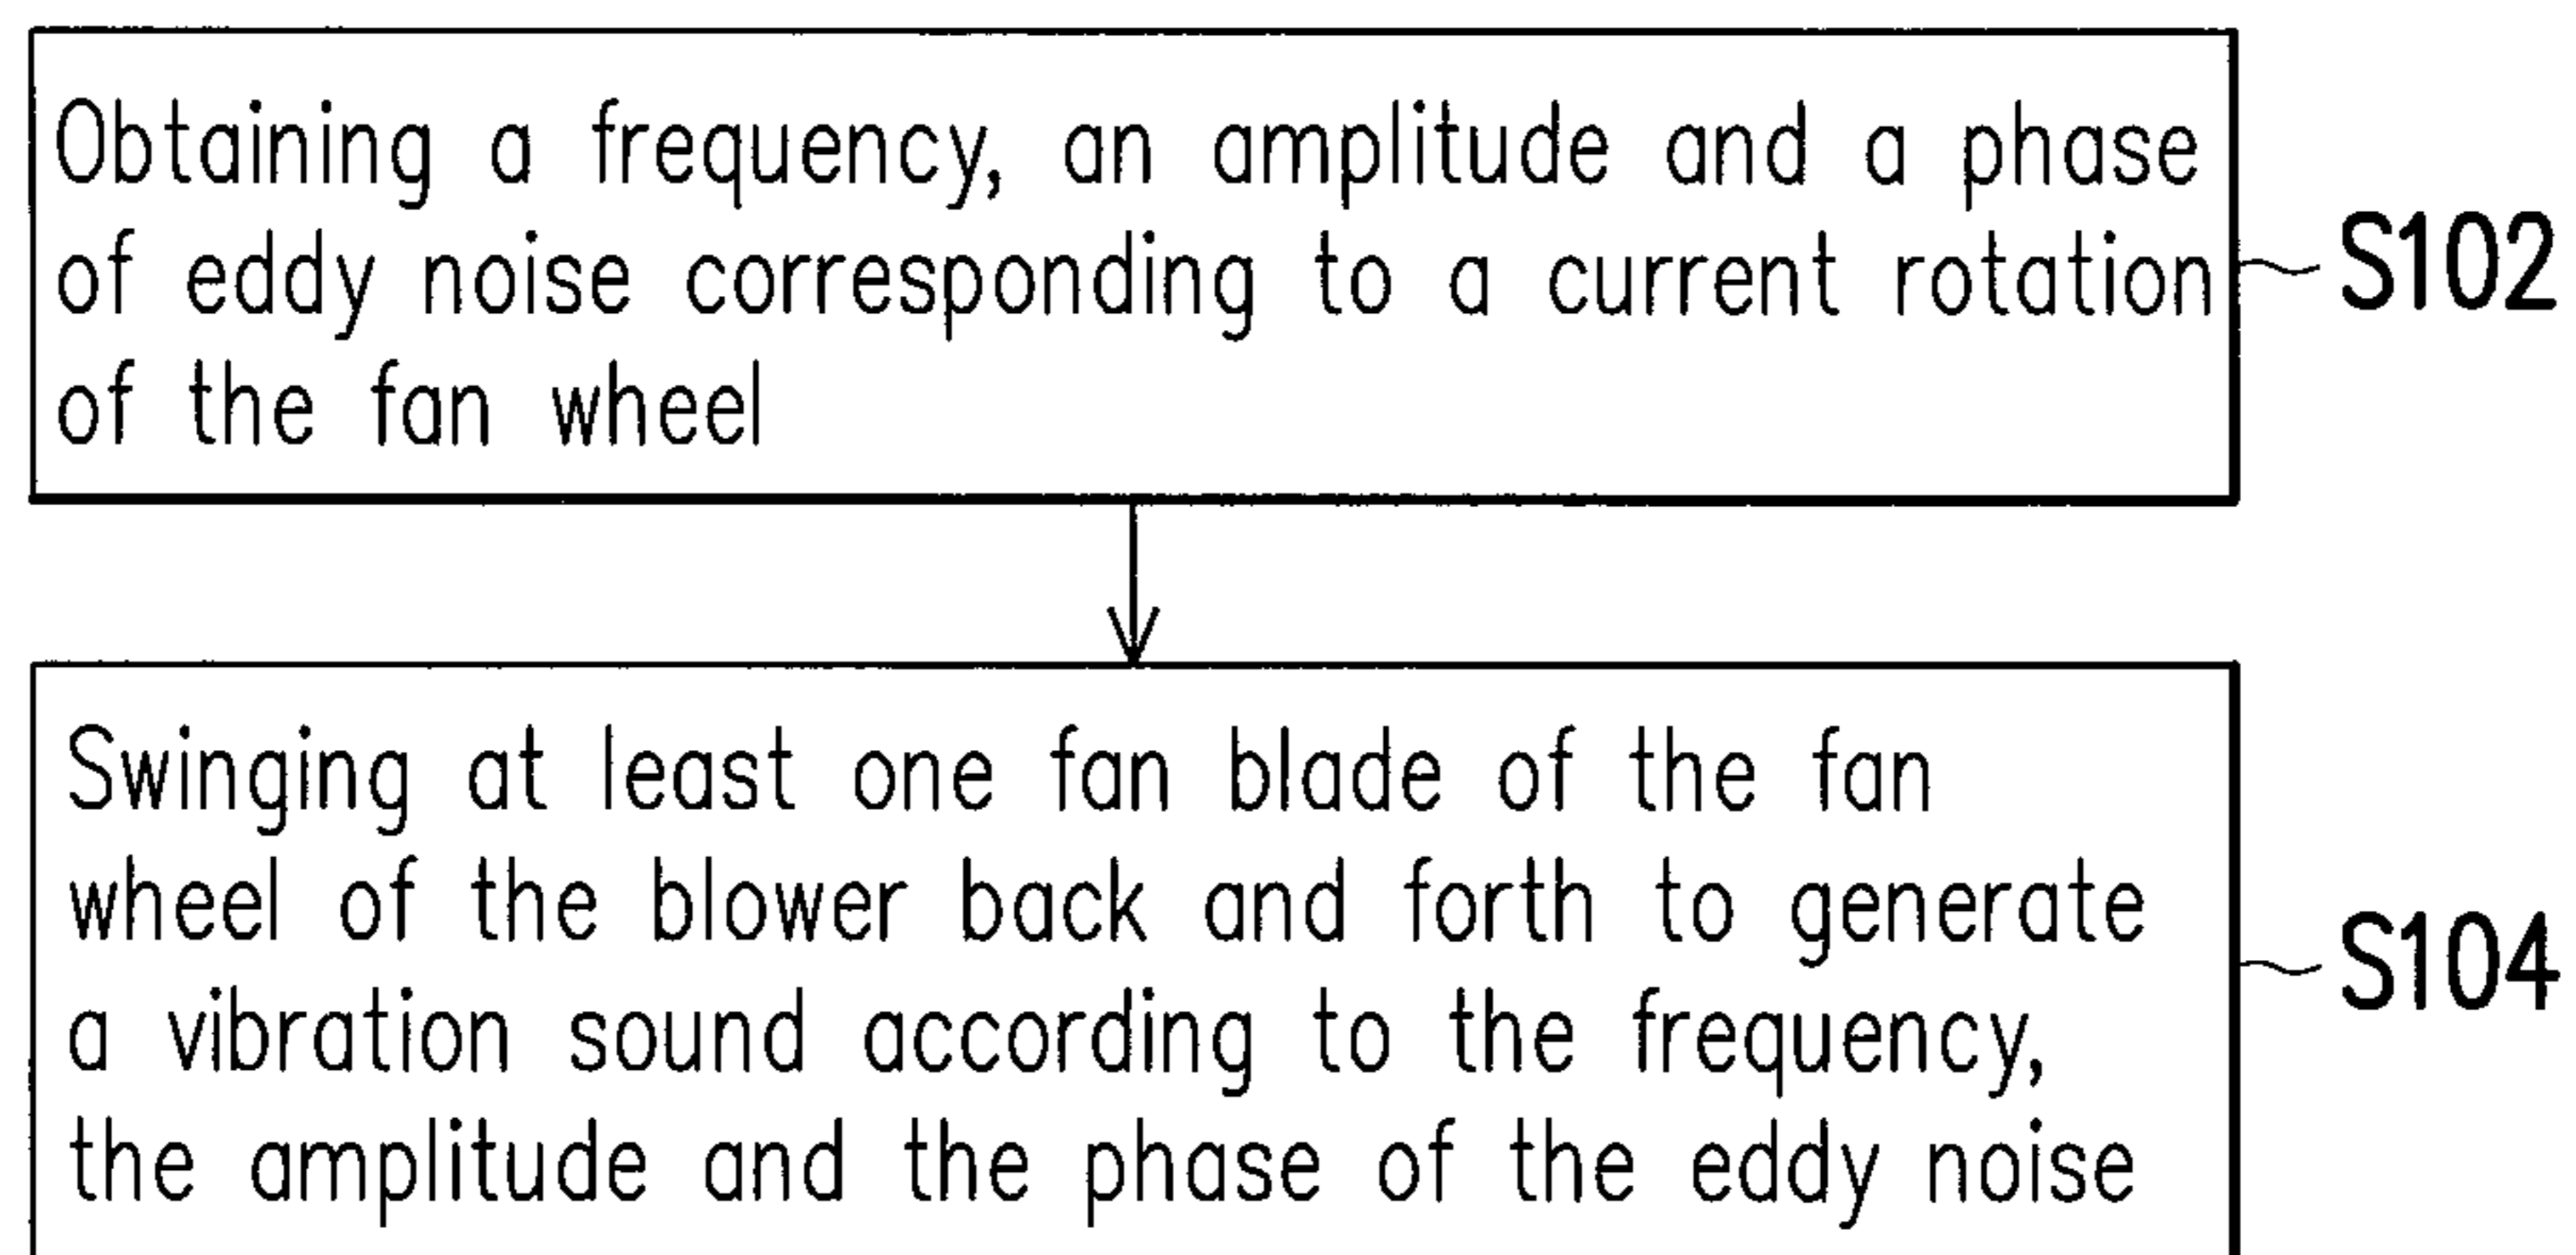 Obtaining a frequency, an amplitude and a phase
of eddy noise corresponding to a current rotation
of the fan wheel
S102
Swinging at least one fan blade of the fan
wheel of the blower back and forth to generate
a vibration sound according to the frequency,
the amplitude and the phase of the eddy noise
S104